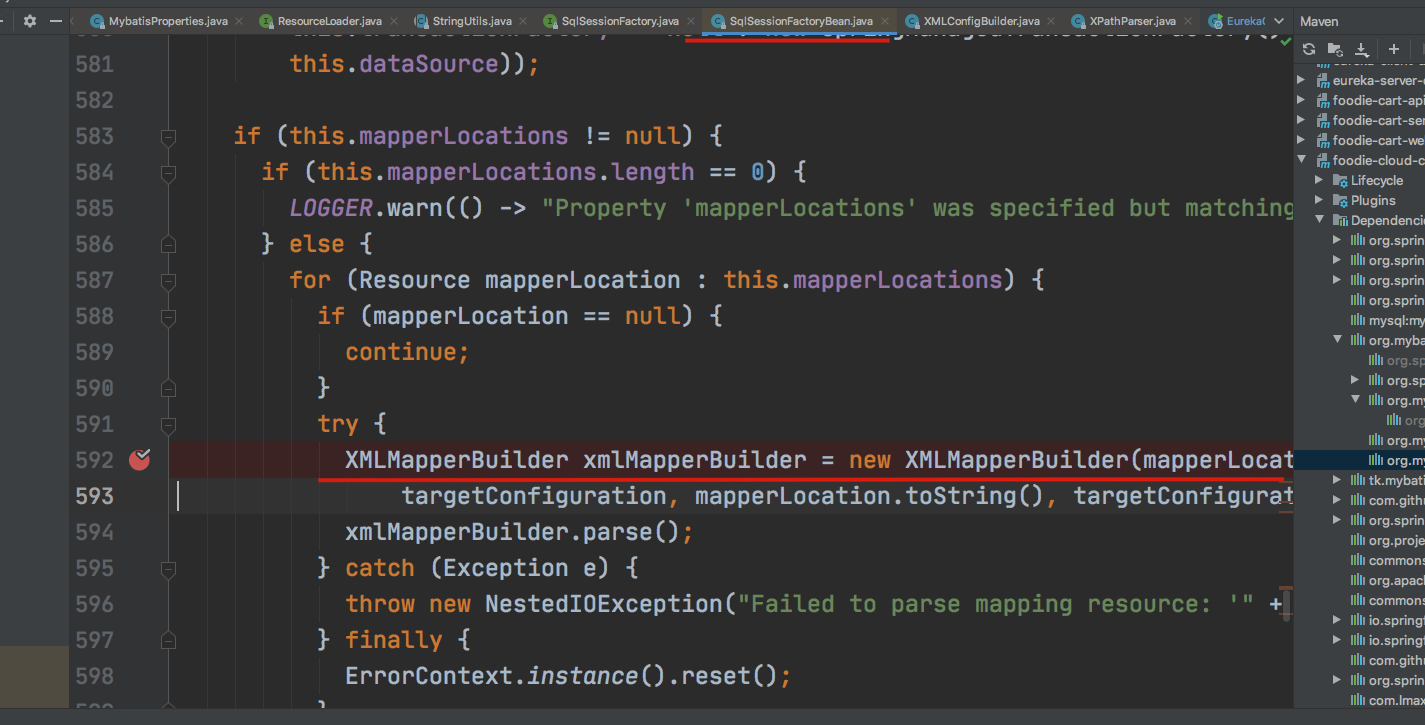 MybatisProperties.java ResourceLoader.java StringUtils.java SqlSessionFactory.java SqlSessionFactoryBean.java XMLConfigBuilder.java XPathParser.java Eureka Maven
581 this.dataSource));
582
583 if (this.mapperLocations != null) {
584 if (this.mapperLocations.length == 0) {
585 LOGGER.warn(() -> "Property 'mapperLocations' was specified but matching
586 } else {
587 for (Resource mapperLocation : this.mapperLocations) {
588 if (mapperLocation == null) {
589 continue;
590 }
591 try {
592 XMLMapperBuilder xmlMapperBuilder = new XMLMapperBuilder(mapperLocat
593 targetConfiguration, mapperLocation.toString(), targetConfigurat
594 xmlMapperBuilder.parse();
595 } catch (Exception e) {
596 throw new NestedIOException("Failed to parse mapping resource: '" +
597 } finally {
598 ErrorContext.instance().reset();
eureka-server-
foodie-cart-api
foodie-cart-ser
foodie-cart-we
foodie-cloud-c
Lifecycle
Plugins
Dependenci
org.sprin
org.sprin
org.sprin
org.sprin
mysql:my
org.myba
org.sp
org.sp
org.my
org
org.my
org.my
tk.mybati
com.gith
org.sprin
org.proje
commons
org.apac
commons
io.springf
io.springf
com.gith
org.sprin
com.lmax